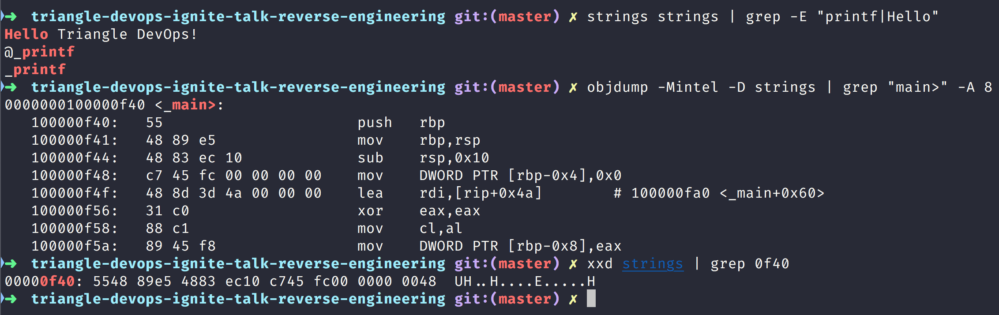 ➜  triangle-devops-ignite-talk-reverse-engineering git:(master) ✗ strings strings | grep -E "printf|Hello"
Hello Triangle DevOps!
@_printf
_printf
➜  triangle-devops-ignite-talk-reverse-engineering git:(master) ✗ objdump -Mintel -D strings | grep "main>" -A 8
0000000100000f40 <_main>:
   100000f40:   55                      push   rbp
   100000f41:   48 89 e5                mov    rbp,rsp
   100000f44:   48 83 ec 10             sub    rsp,0x10
   100000f48:   c7 45 fc 00 00 00 00    mov    DWORD PTR [rbp-0x4],0x0
   100000f4f:   48 8d 3d 4a 00 00 00    lea    rdi,[rip+0x4a]        # 100000fa0 <_main+0x60>
   100000f56:   31 c0                   xor    eax,eax
   100000f58:   88 c1                   mov    cl,al
   100000f5a:   89 45 f8                mov    DWORD PTR [rbp-0x8],eax
➜  triangle-devops-ignite-talk-reverse-engineering git:(master) ✗ xxd strings | grep 0f40
00000f40: 5548 89e5 4883 ec10 c745 fc00 0000 0048  UH..H....E.....H
➜  triangle-devops-ignite-talk-reverse-engineering git:(master) ✗